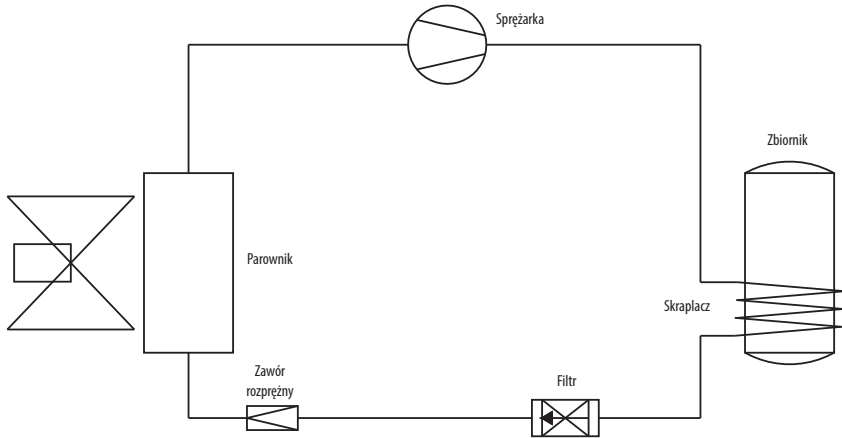 Sprężarka
Zbiornik
Parownik
Skraplacz
Zawór
rozprężny
Filtr